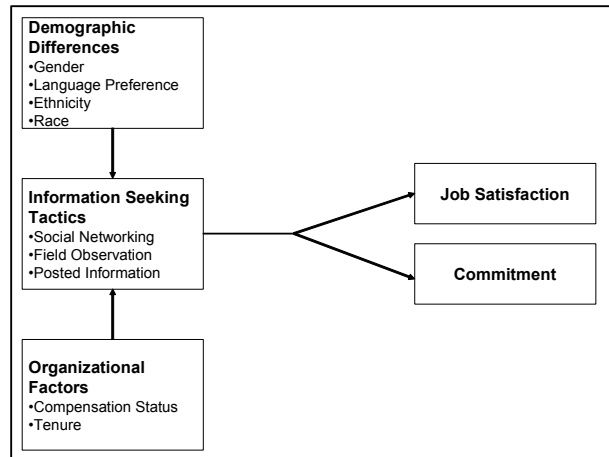 Demographic
Differences
•Gender
•Language Preference
•Ethnicity
•Race
Information Seeking
Tactics
•Social Networking
•Field Observation
•Posted Information
Job Satisfaction
Commitment
Organizational
Factors
•Compensation Status
•Tenure